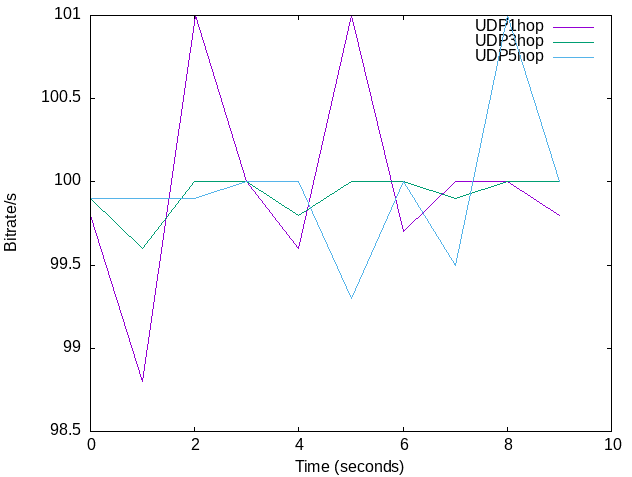 101
100.5
100
99.5
99
98.5
0 2 4 6 8 10
Bitrate/s
Time (seconds)
UDP1hop
UDP3hop
UDP5hop